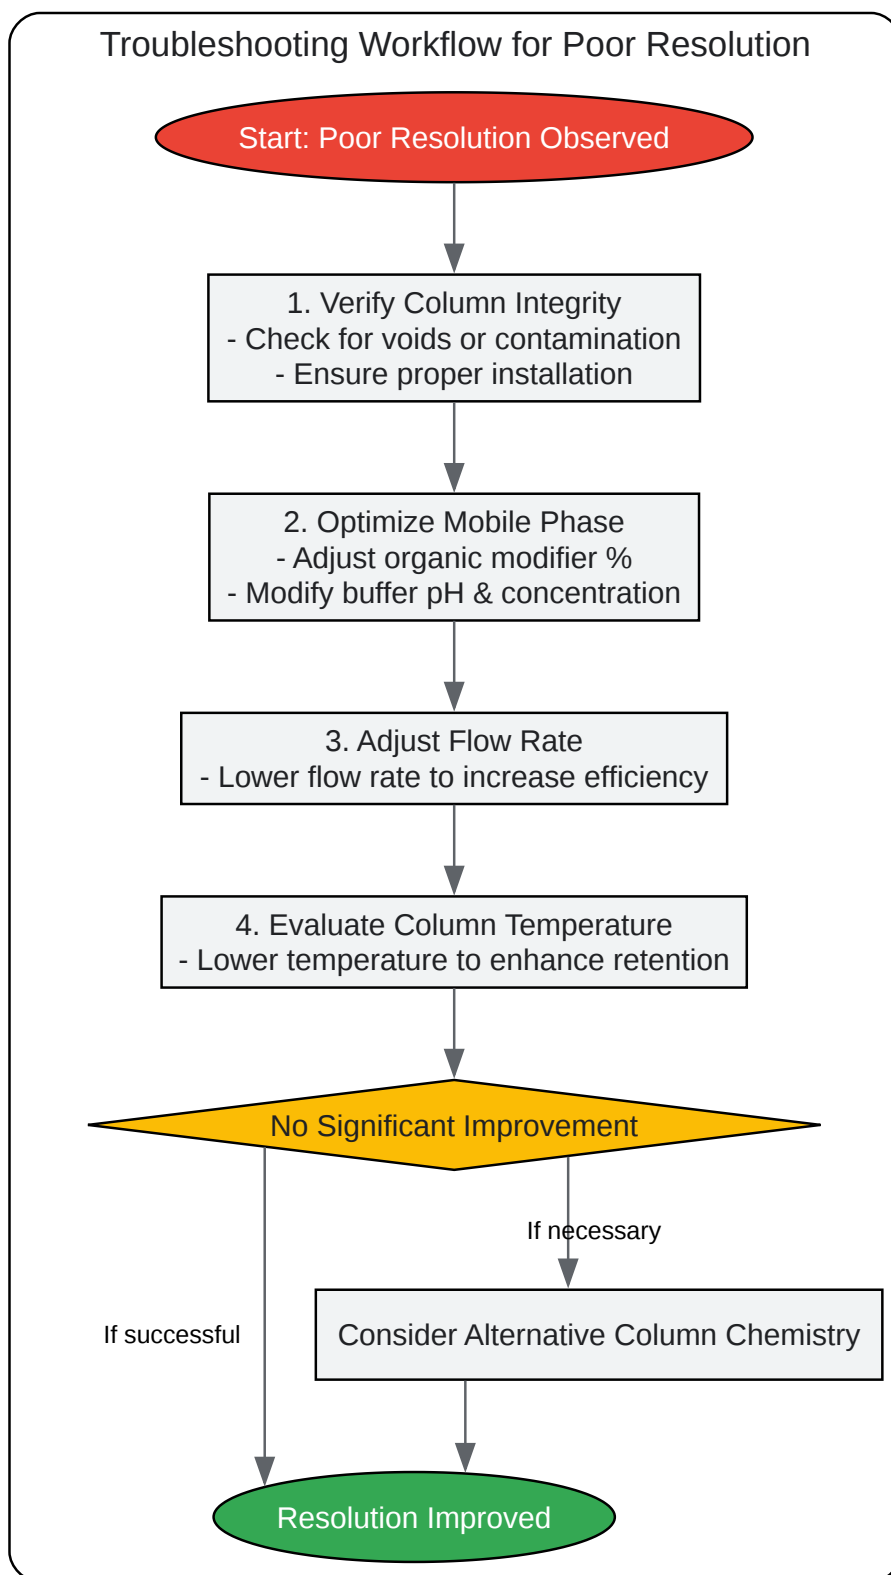 Troubleshooting Workflow for Poor Resolution
Start: Poor Resolution Observed
1. Verify Column Integrity
- Check for voids or contamination
- Ensure proper installation
2. Optimize Mobile Phase
- Adjust organic modifier %
- Modify buffer pH & concentration
3. Adjust Flow Rate
- Lower flow rate to increase efficiency
4. Evaluate Column Temperature
- Lower temperature to enhance retention
No Significant Improvement
If necessary
If successful
Consider Alternative Column Chemistry
Resolution Improved